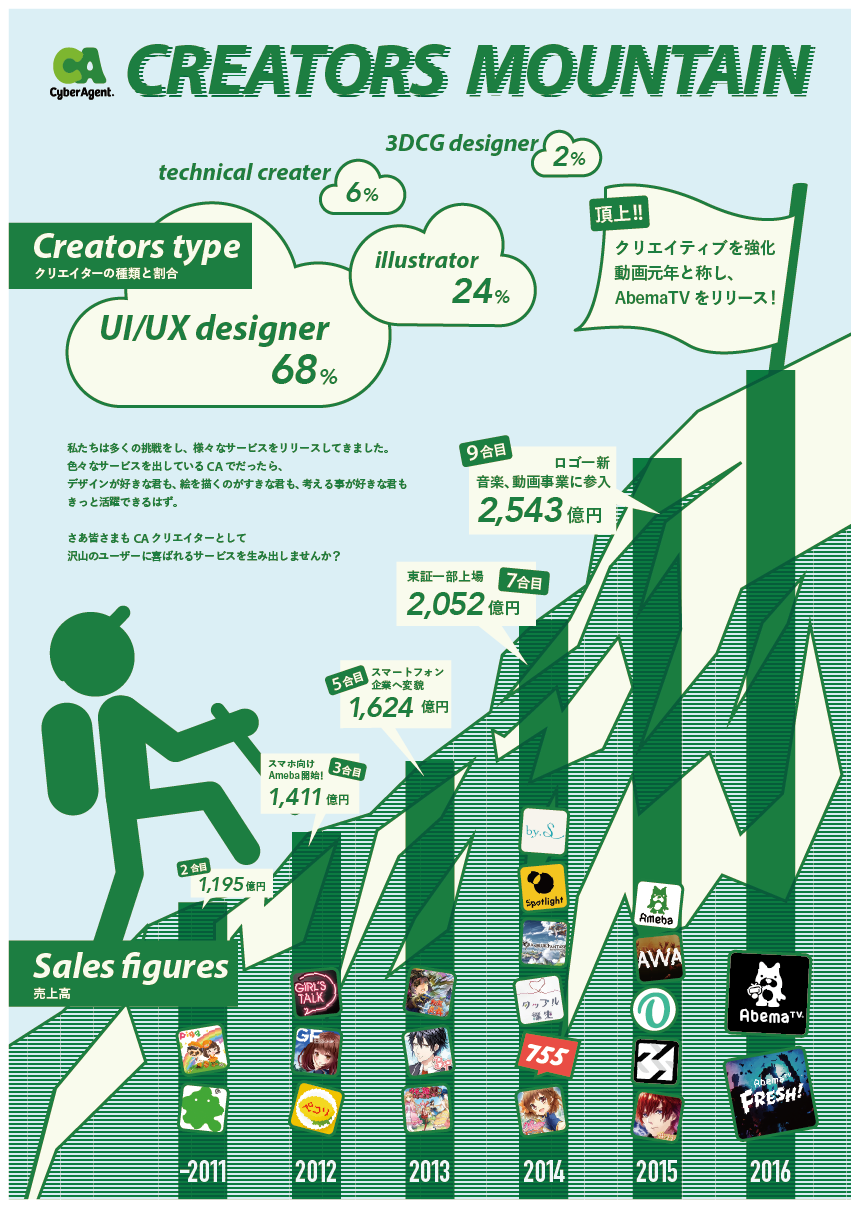 CyberAgent.
CREATORS MOUNTAIN
3DCG designer
2%
technical creater
6%
頂上!!
クリエイティブを強化
動画元年と称し、
AbemaTV をリリース！
Creators type
クリエイターの種類と割合
illustrator
24%
UI/UX designer
68%
私たちは多くの挑戦をし、様々なサービスをリリースしてきました。
色々なサービスを出している CA でだったら、
デザインが好きな君も、絵を描くのがすきな君も、考える事が好きな君も
きっと活躍できるはず。
さあ皆さまも CA クリエイターとして
沢山のユーザーに喜ばれるサービスを生み出しませんか？
9合目
ロゴ一新
音楽、動画事業に参入
2,543 億円
7合目
東証一部上場
2,052 億円
5合目
スマートフォン
企業へ変貌
1,624 億円
3合目
スマホ向け
Ameba 開始！
1,411 億円
2合目
1,195 億円
by.S
Spotlight
Ameba
AWA
Sales figures
売上高
GIRL'S
TALK
タップル
誕生
AbemaTV.
GF
755
ペコリ
AbemaTV
FRESH!
-2011
2012
2013
2014
2015
2016